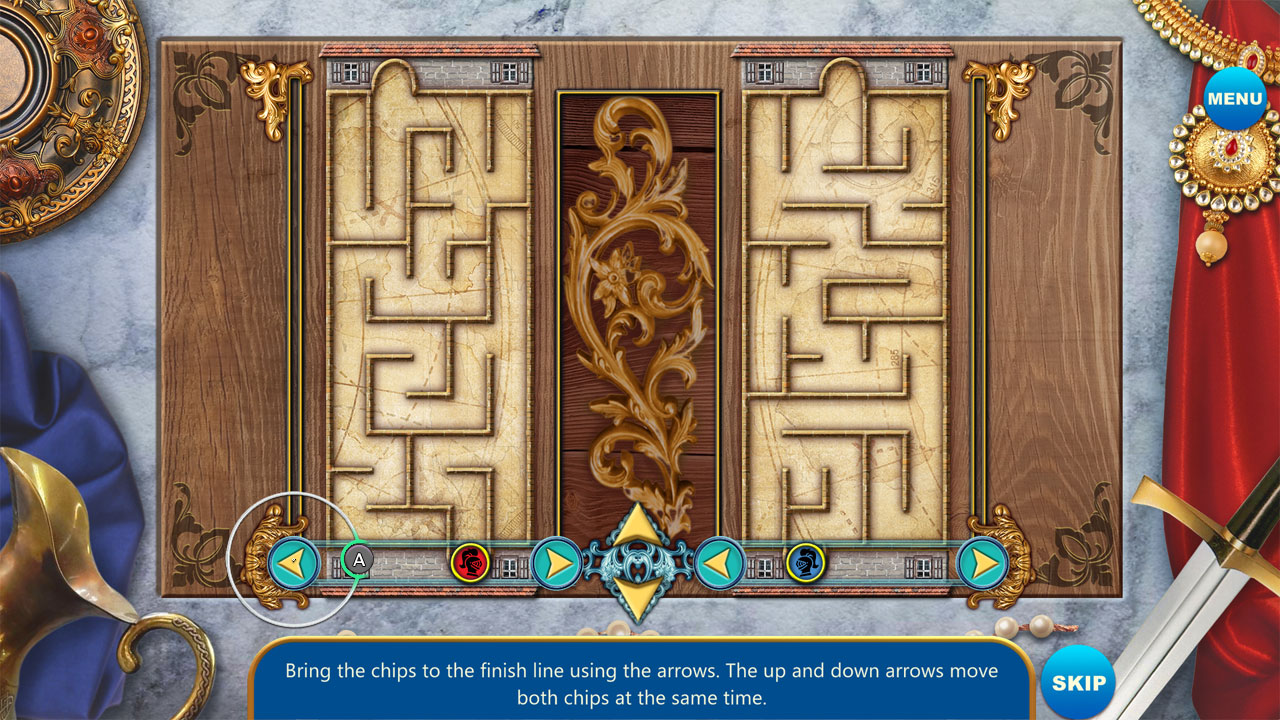 MENU
A
Bring the chips to the finish line using the arrows. The up and down arrows move
both chips at the same time.
SKIP